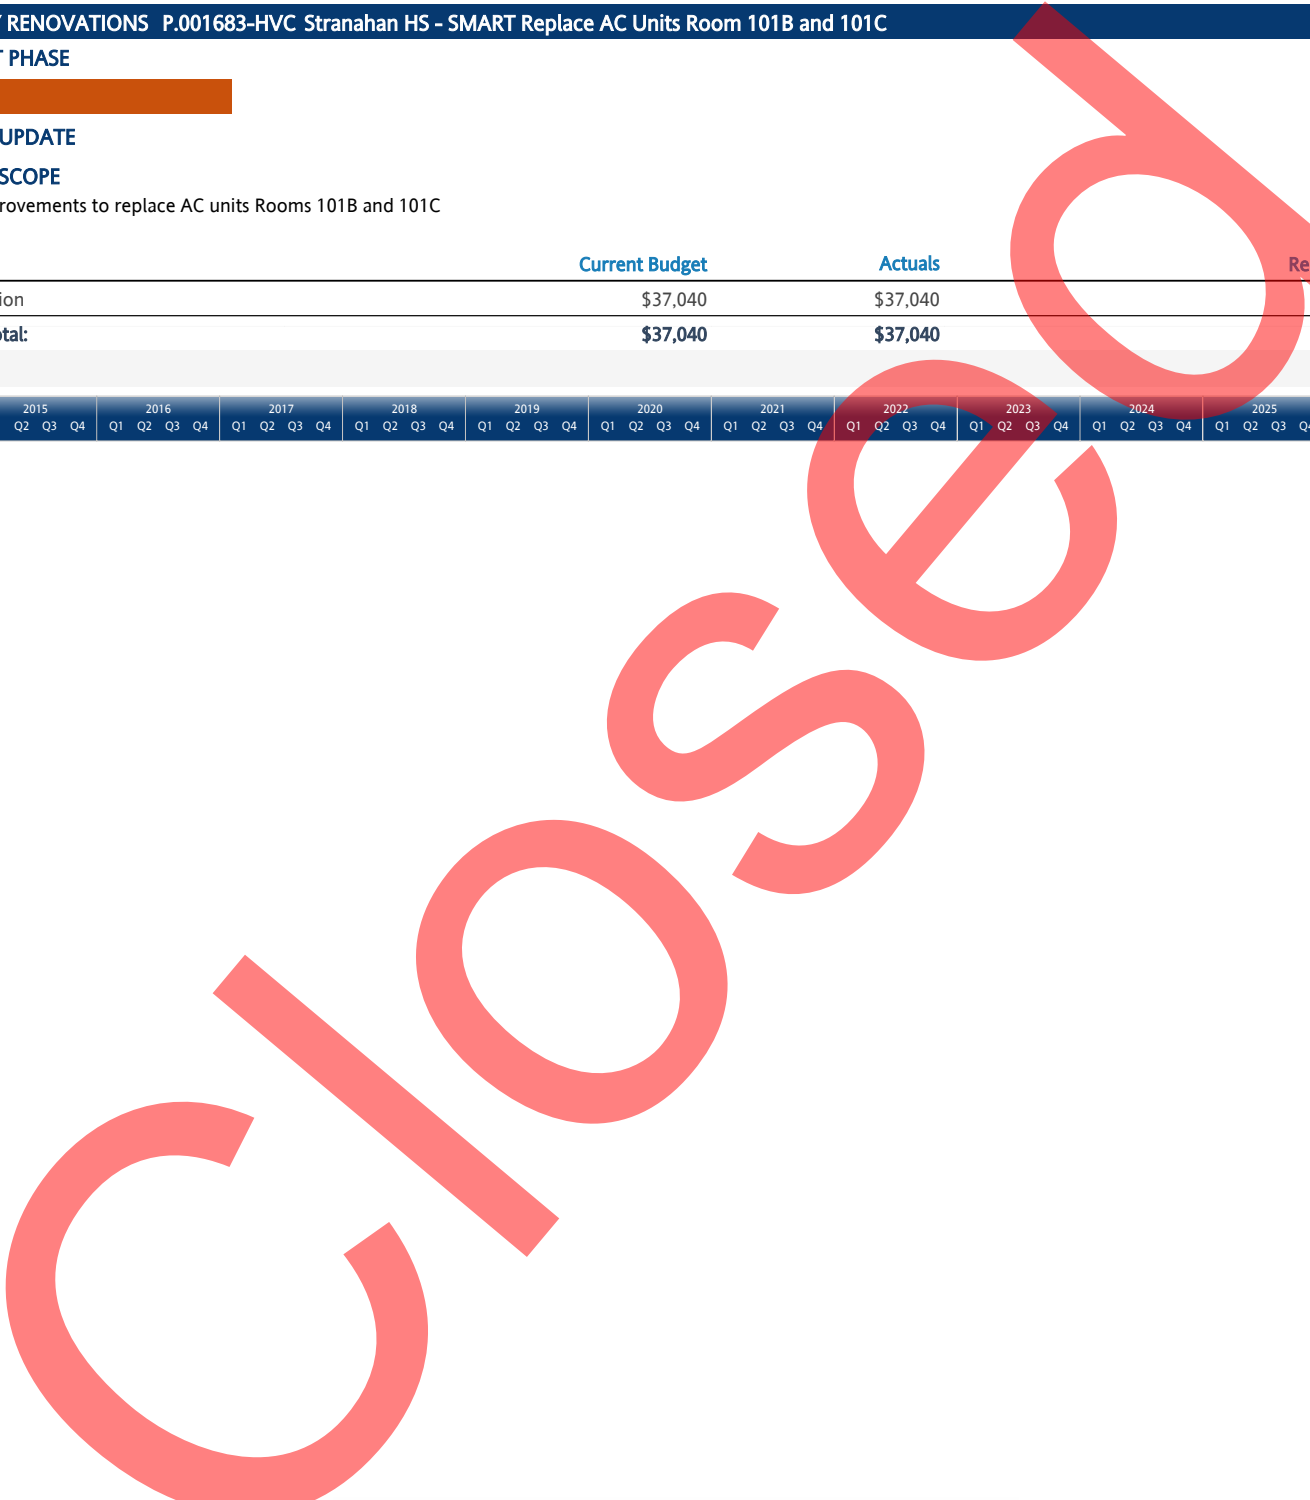 RENOVATIONS P.001683-HVC Stranahan HS - SMART Replace AC Units Room 101B and 101C
PHASE
UPDATE
SCOPE
rovements to replace AC units Rooms 101B and 101C
Current Budget Actuals Re
ion $37,040 $37,040
tal: $37,040 $37,040
2015 2016 2017 2018 2019 2020 2021 2022 2023 2024 2025
Q2 Q3 Q4 Q1 Q2 Q3 Q4 Q1 Q2 Q3 Q4 Q1 Q2 Q3 Q4 Q1 Q2 Q3 Q4 Q1 Q2 Q3 Q4 Q1 Q2 Q3 Q4 Q1 Q2 Q3 Q4 Q1 Q2 Q3 Q4 Q1 Q2 Q3 Q4 Q1 Q2 Q3 Q4
Closed